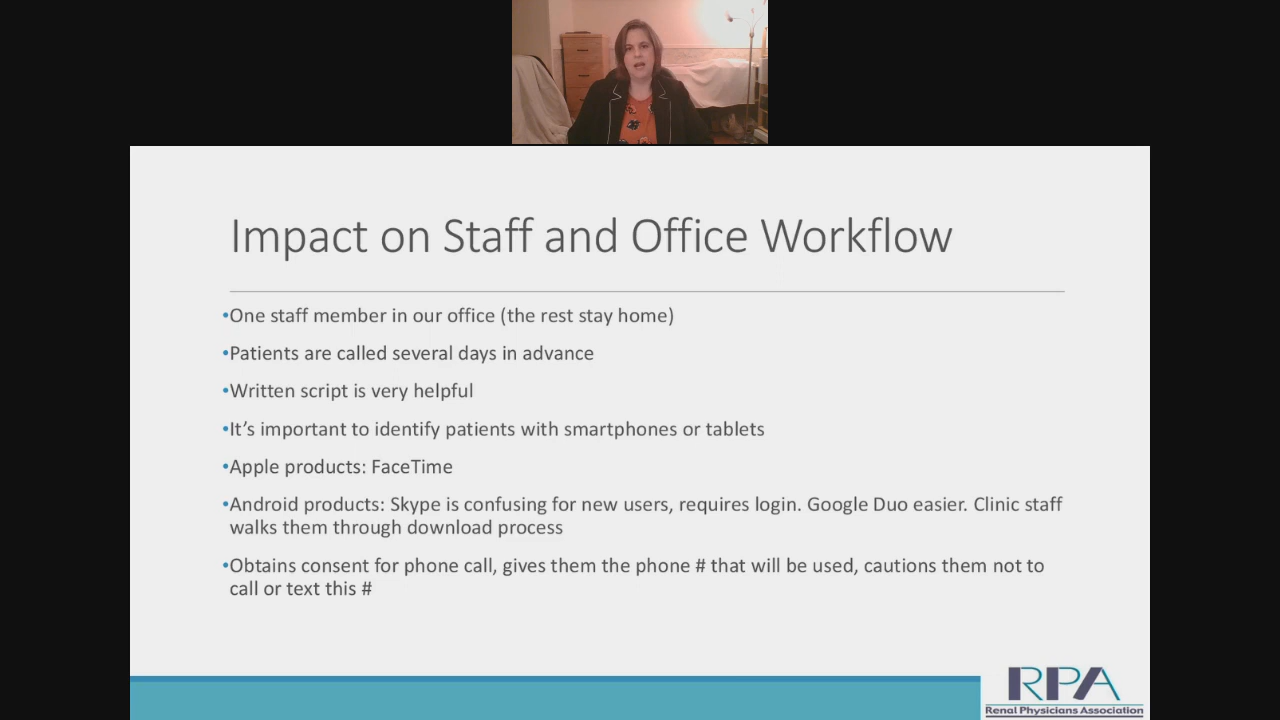 Impact on Staff and Office Workflow
•One staff member in our office (the rest stay home)
•Patients are called several days in advance
•Written script is very helpful
•It’s important to identify patients with smartphones or tablets
•Apple products: FaceTime
•Android products: Skype is confusing for new users, requires login. Google Duo easier. Clinic staff
walks them through download process
•Obtains consent for phone call, gives them the phone # that will be used, cautions them not to
call or text this #
RPA
Renal Physicians Association